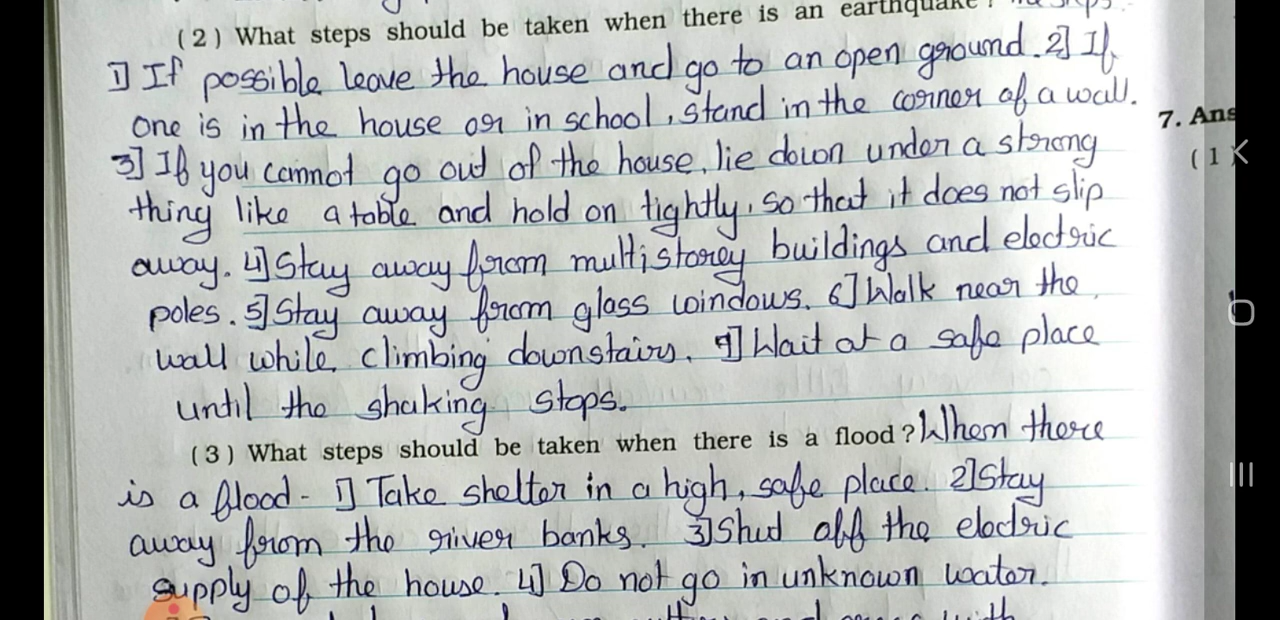 (2) What steps should be taken when there is an earthquake?
1] If possible leave the house and go to an open ground. 2] If
one is in the house or in school, stand in the corner of a wall.
3] If you cannot go out of the house, lie down under a strong
thing like a table and hold on tightly, so that it does not slip
away. 4] Stay away from multistorey buildings and electric
poles. 5] Stay away from glass windows. 6] Walk near the
wall while climbing downstairs. 7] Wait at a safe place
until the shaking stops.
(3) What steps should be taken when there is a flood? When there
is a flood - 1] Take shelter in a high, safe place. 2] Stay
away from the river banks. 3] Shut off the electric
supply of the house. 4] Do not go in unknown water.
7. Ans
(1)